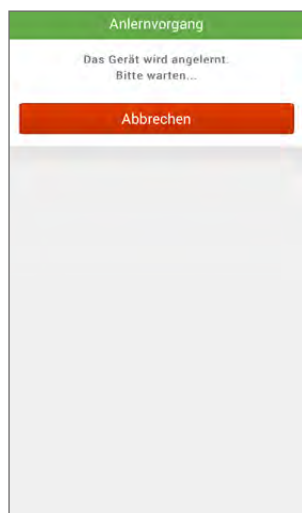 Anlernvorgang
Das Gerät wird angelernt.
Bitte warten...
Abbrechen